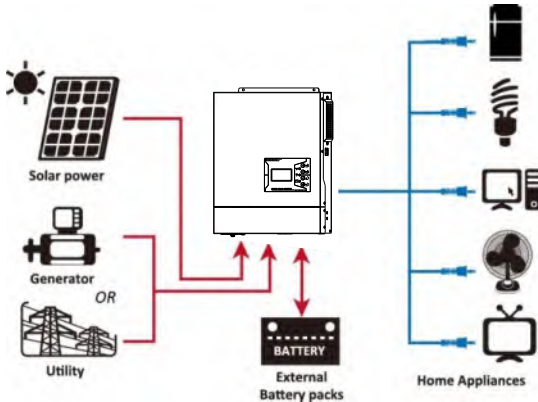 Solar power
Generator
OR
Utility
BATTERY
External
Battery packs
Home Appliances